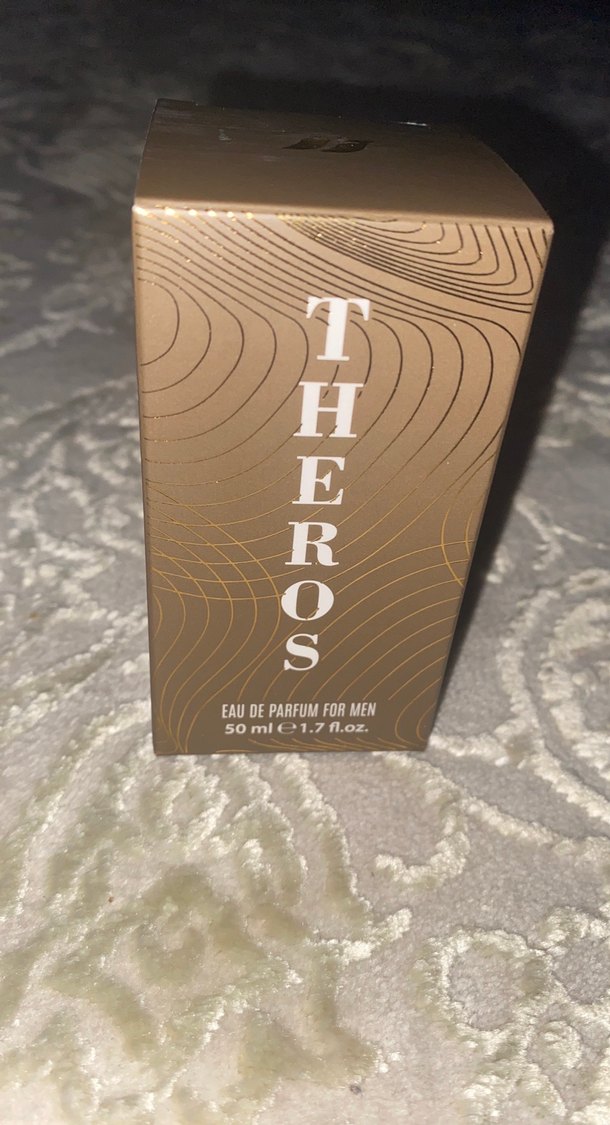 THEROS
EAU DE PARFUM FOR MEN
50 ml ℮ 1.7 fl.oz.